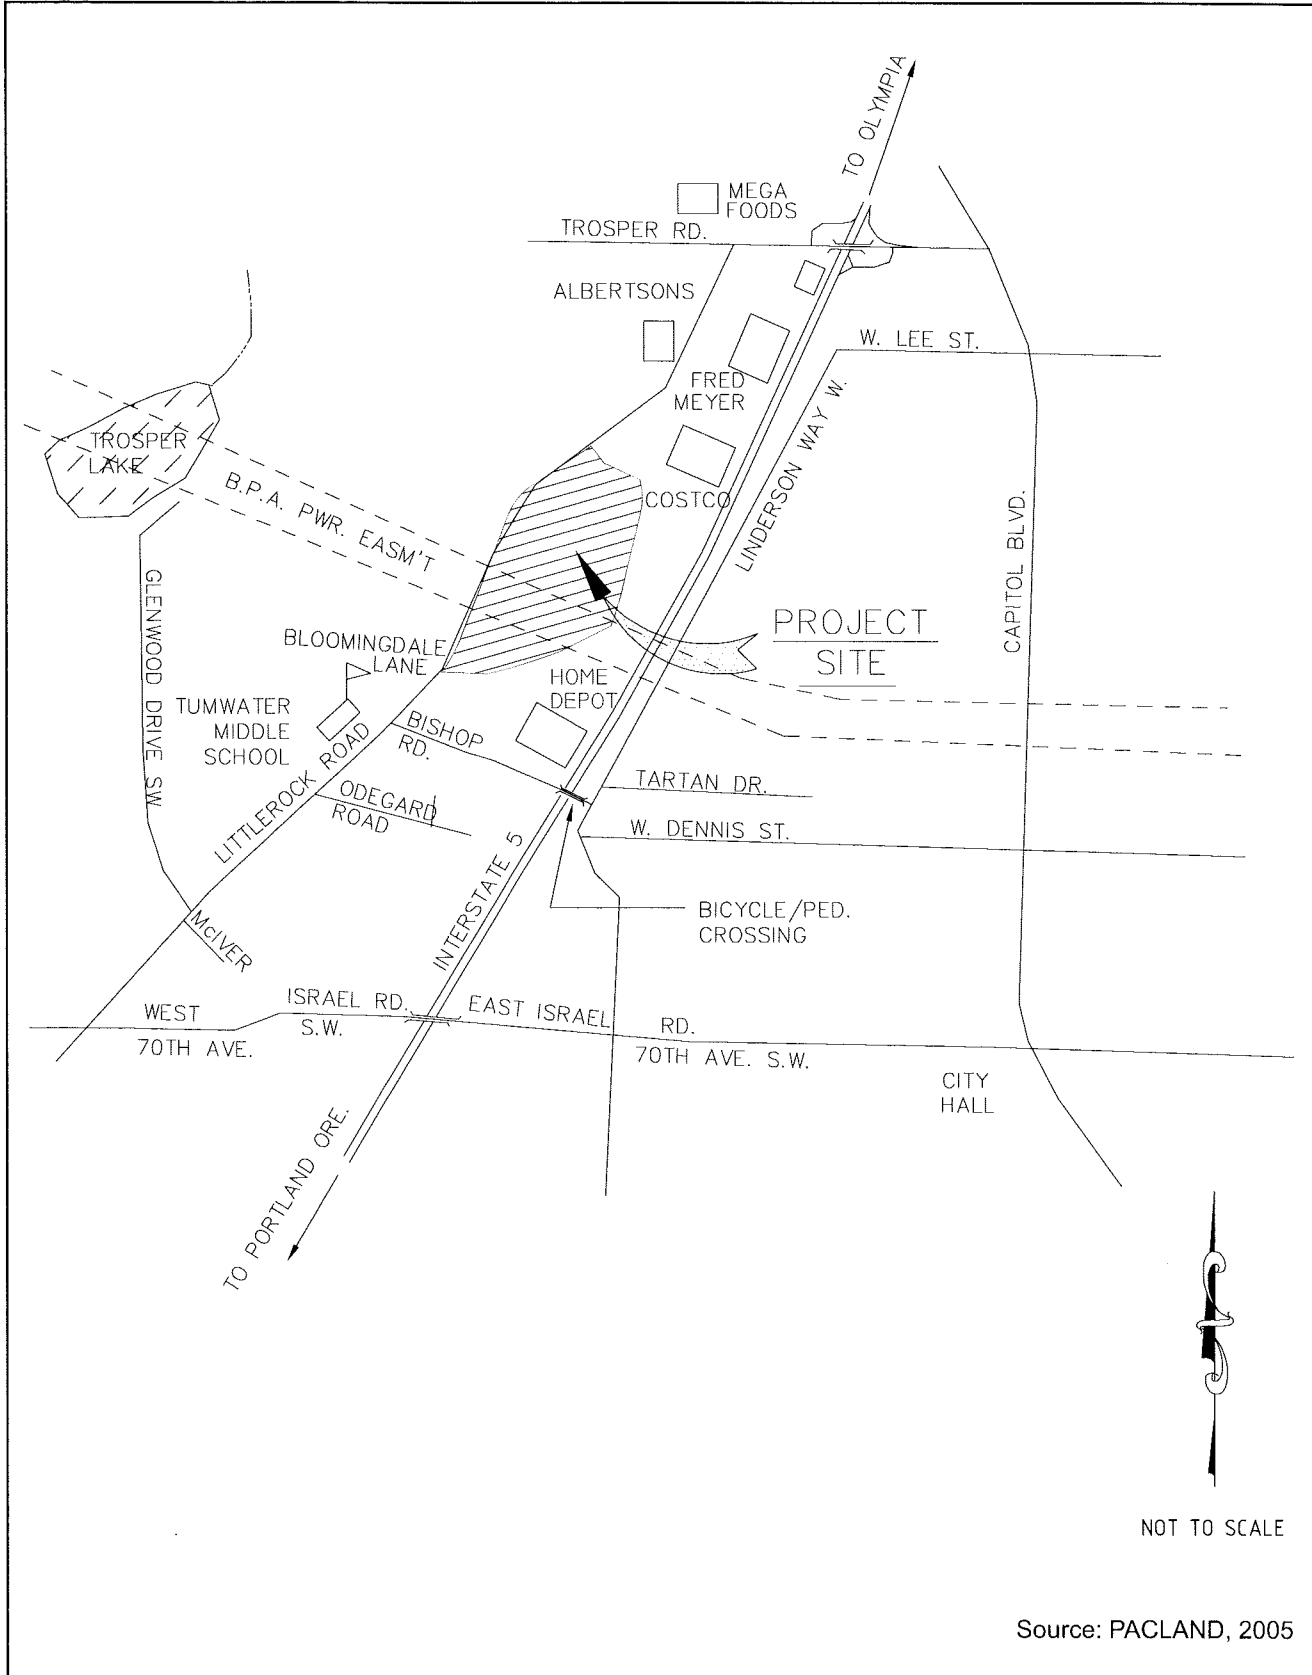 TO OLYMPIA
MEGA
FOODS
TROSPER RD.
ALBERTSONS
W. LEE ST.
FRED
MEYER
TROSPER
LAKE
B.P.A. PWR. EASM'T
COSTCO
LINDERSON WAY W.
CAPITOL BLVD.
GLENWOOD DRIVE SW
PROJECT
SITE
BLOOMINGDALE
LANE
HOME
DEPOT
TUMWATER
MIDDLE
SCHOOL
BISHOP
RD.
LITTLEROCK ROAD
ODEGARD
ROAD
TARTAN DR.
W. DENNIS ST.
INTERSTATE 5
BICYCLE/PED.
CROSSING
McIVER
WEST
70TH AVE.
ISRAEL RD.
S.W.
EAST ISRAEL
RD.
70TH AVE. S.W.
CITY
HALL
TO PORTLAND ORE.
NOT TO SCALE
Source: PACLAND, 2005